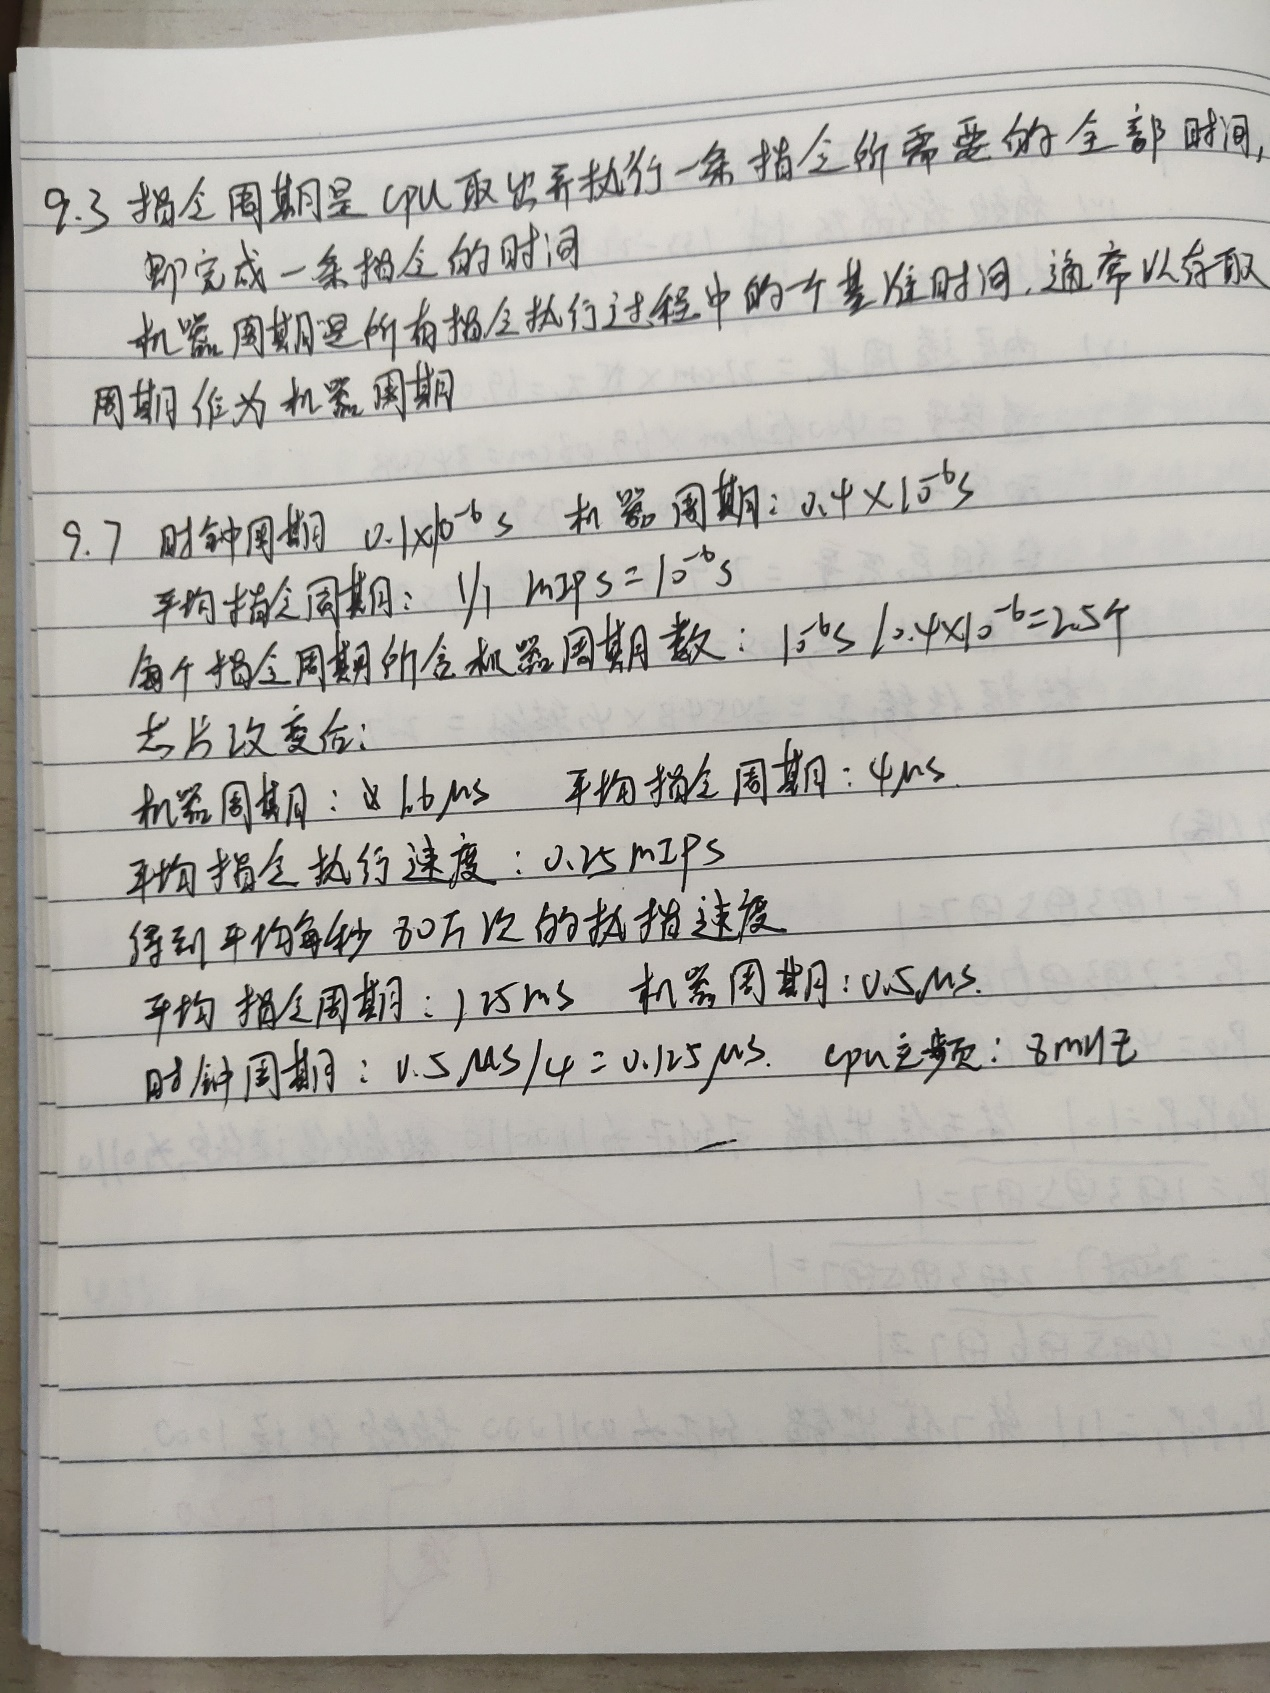 9.3 指令周期是CPU取出并执行一条指令所需要的全部时间,
即完成一条指令的时间
机器周期是所有指令执行过程中的一个基准时间,通常以存取
周期作为机器周期
9.7 时钟周期 0.1×10⁻⁶s 机器周期:0.4×10⁻⁶s
平均指令周期:1/1 mIPS=10⁻⁶s
每个指令周期所含机器周期数:10⁻⁶s/0.4×10⁻⁶=2.5个
芯片改变后:
机器周期:1.6μs 平均指令周期:4μs.
平均指令执行速度:0.25mIPS
得到平均每秒80万次的执指速度
平均指令周期:1.25ms 机器周期:0.5μs.
时钟周期:0.5μs/4=0.125μs. cpu主频:8mHZ